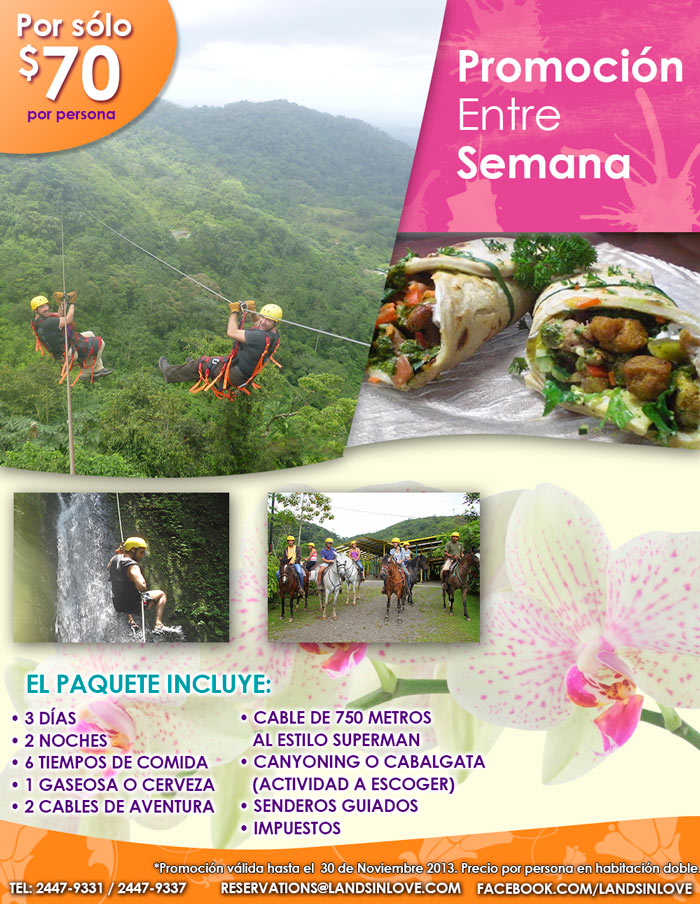 Por sólo
$70
por persona
Promoción
Entre
Semana
EL PAQUETE INCLUYE:
• 3 DÍAS
• 2 NOCHES
• 6 TIEMPOS DE COMIDA
• 1 GASEOSA O CERVEZA
• 2 CABLES DE AVENTURA
• CABLE DE 750 METROS
AL ESTILO SUPERMAN
• CANYONING O CABALGATA
(ACTIVIDAD A ESCOGER)
• SENDEROS GUIADOS
• IMPUESTOS
*Promoción válida hasta el 30 de Noviembre 2013. Precio por persona en habitación doble
TEL: 2447-9331 / 2447-9337 RESERVATIONS@LANDSINLOVE.COM FACEBOOK.COM/LANDSINLOVE